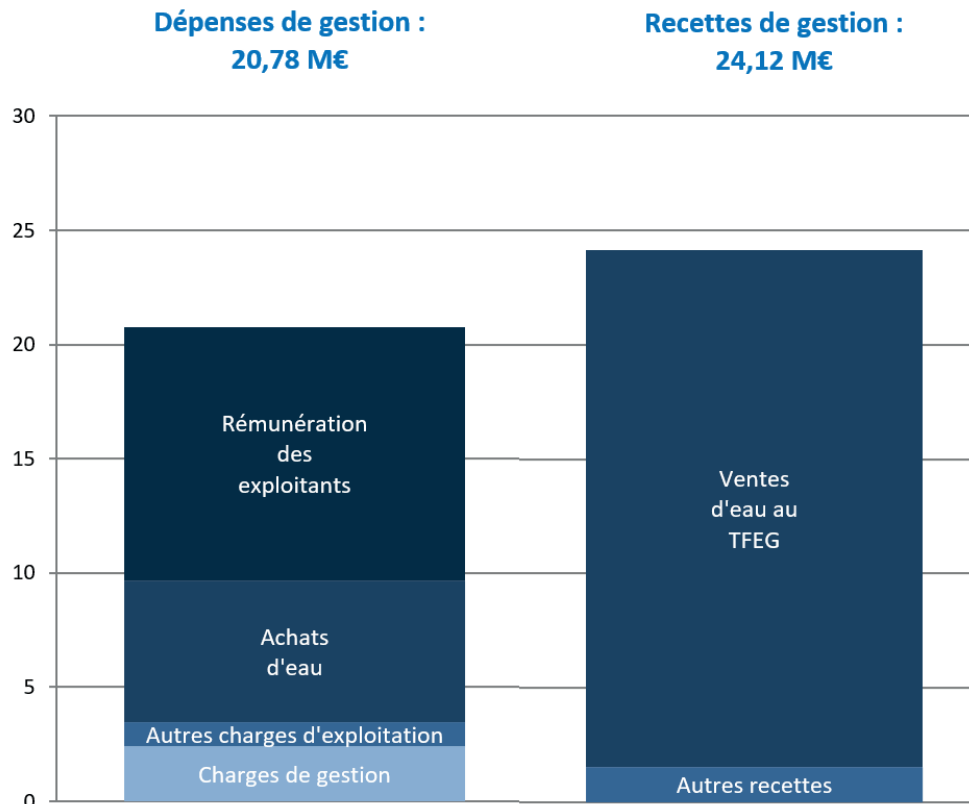 Dépenses de gestion :
20,78 M€
Recettes de gestion :
24,12 M€
30
25
20
15
10
5
0
Rémunération
des
exploitants
Achats
d'eau
Autres charges d'exploitation
Charges de gestion
Ventes
d'eau au
TFEG
Autres recettes